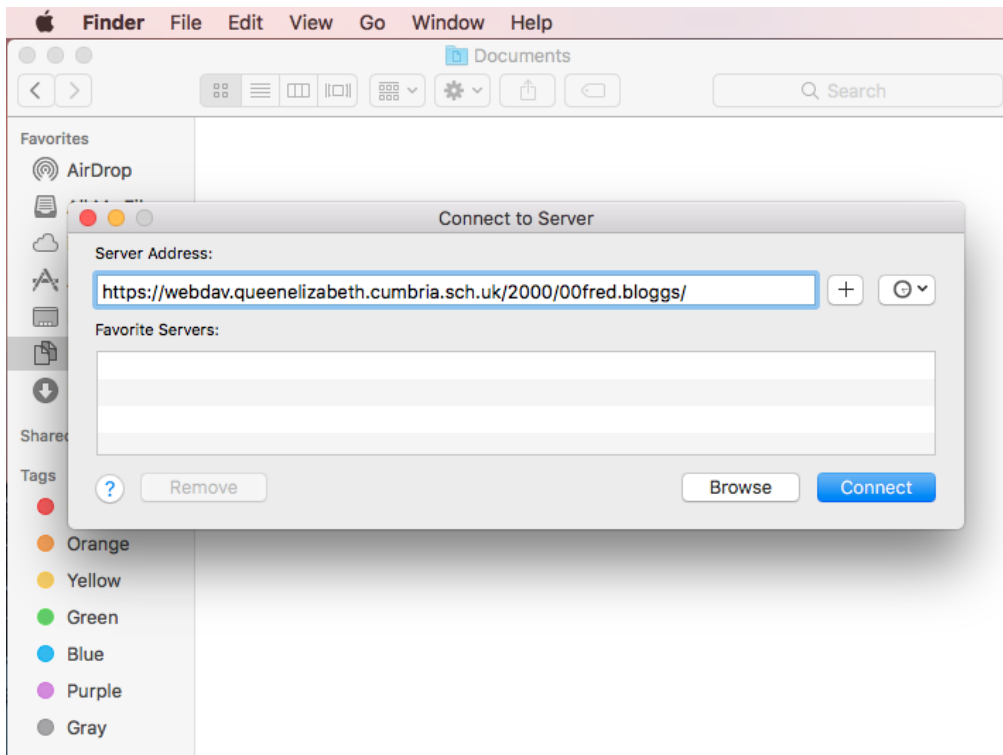 Finder File Edit View Go Window Help
Documents
Search
Favorites
AirDrop
Connect to Server
Server Address:
https://webdav.queenelizabeth.cumbria.sch.uk/2000/00fred.bloggs/
Favorite Servers:
Shared
Tags
? Remove Browse Connect
Orange
Yellow
Green
Blue
Purple
Gray